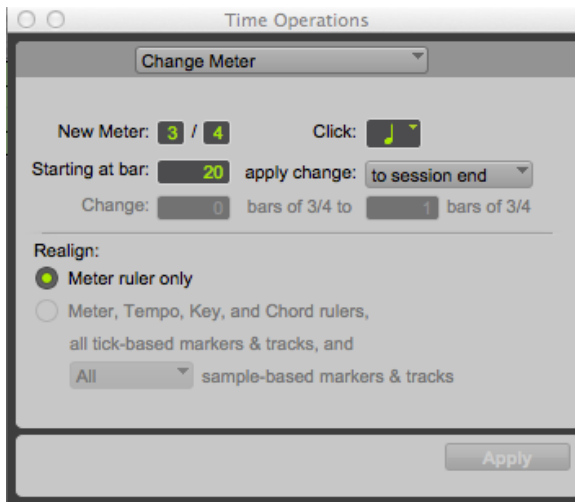 Time Operations
Change Meter
New Meter: 3 / 4 Click:
Starting at bar: 20 apply change: to session end
Change: 0 bars of 3/4 to 1 bars of 3/4
Realign:
Meter ruler only
Meter, Tempo, Key, and Chord rulers,
all tick-based markers & tracks, and
All sample-based markers & tracks
Apply